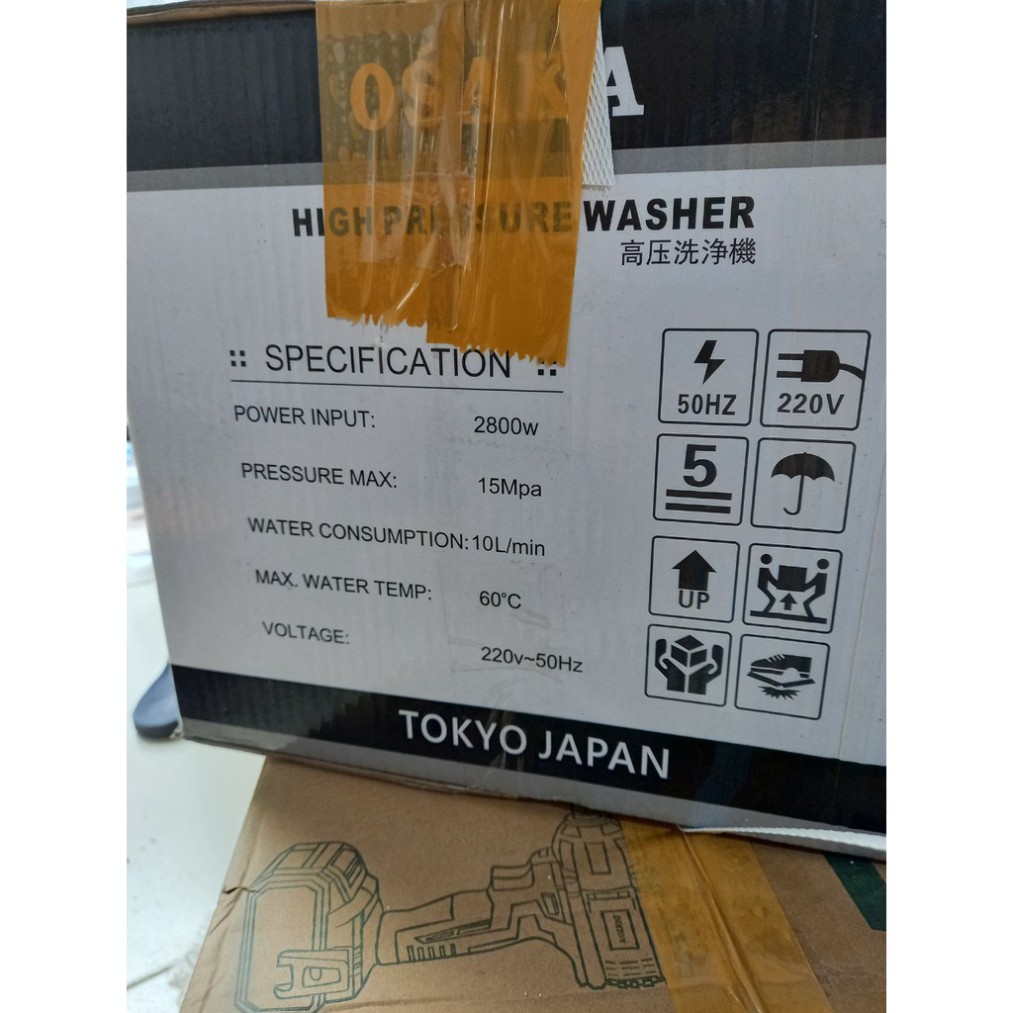 OSAKA
HIGH PRESSURE WASHER
高压洗浄機
:: SPECIFICATION ::
POWER INPUT: 2800w
PRESSURE MAX: 15Mpa
WATER CONSUMPTION: 10L/min
MAX. WATER TEMP: 60°C
VOLTAGE: 220v~50Hz
50HZ
220V
5
UP
TOKYO JAPAN